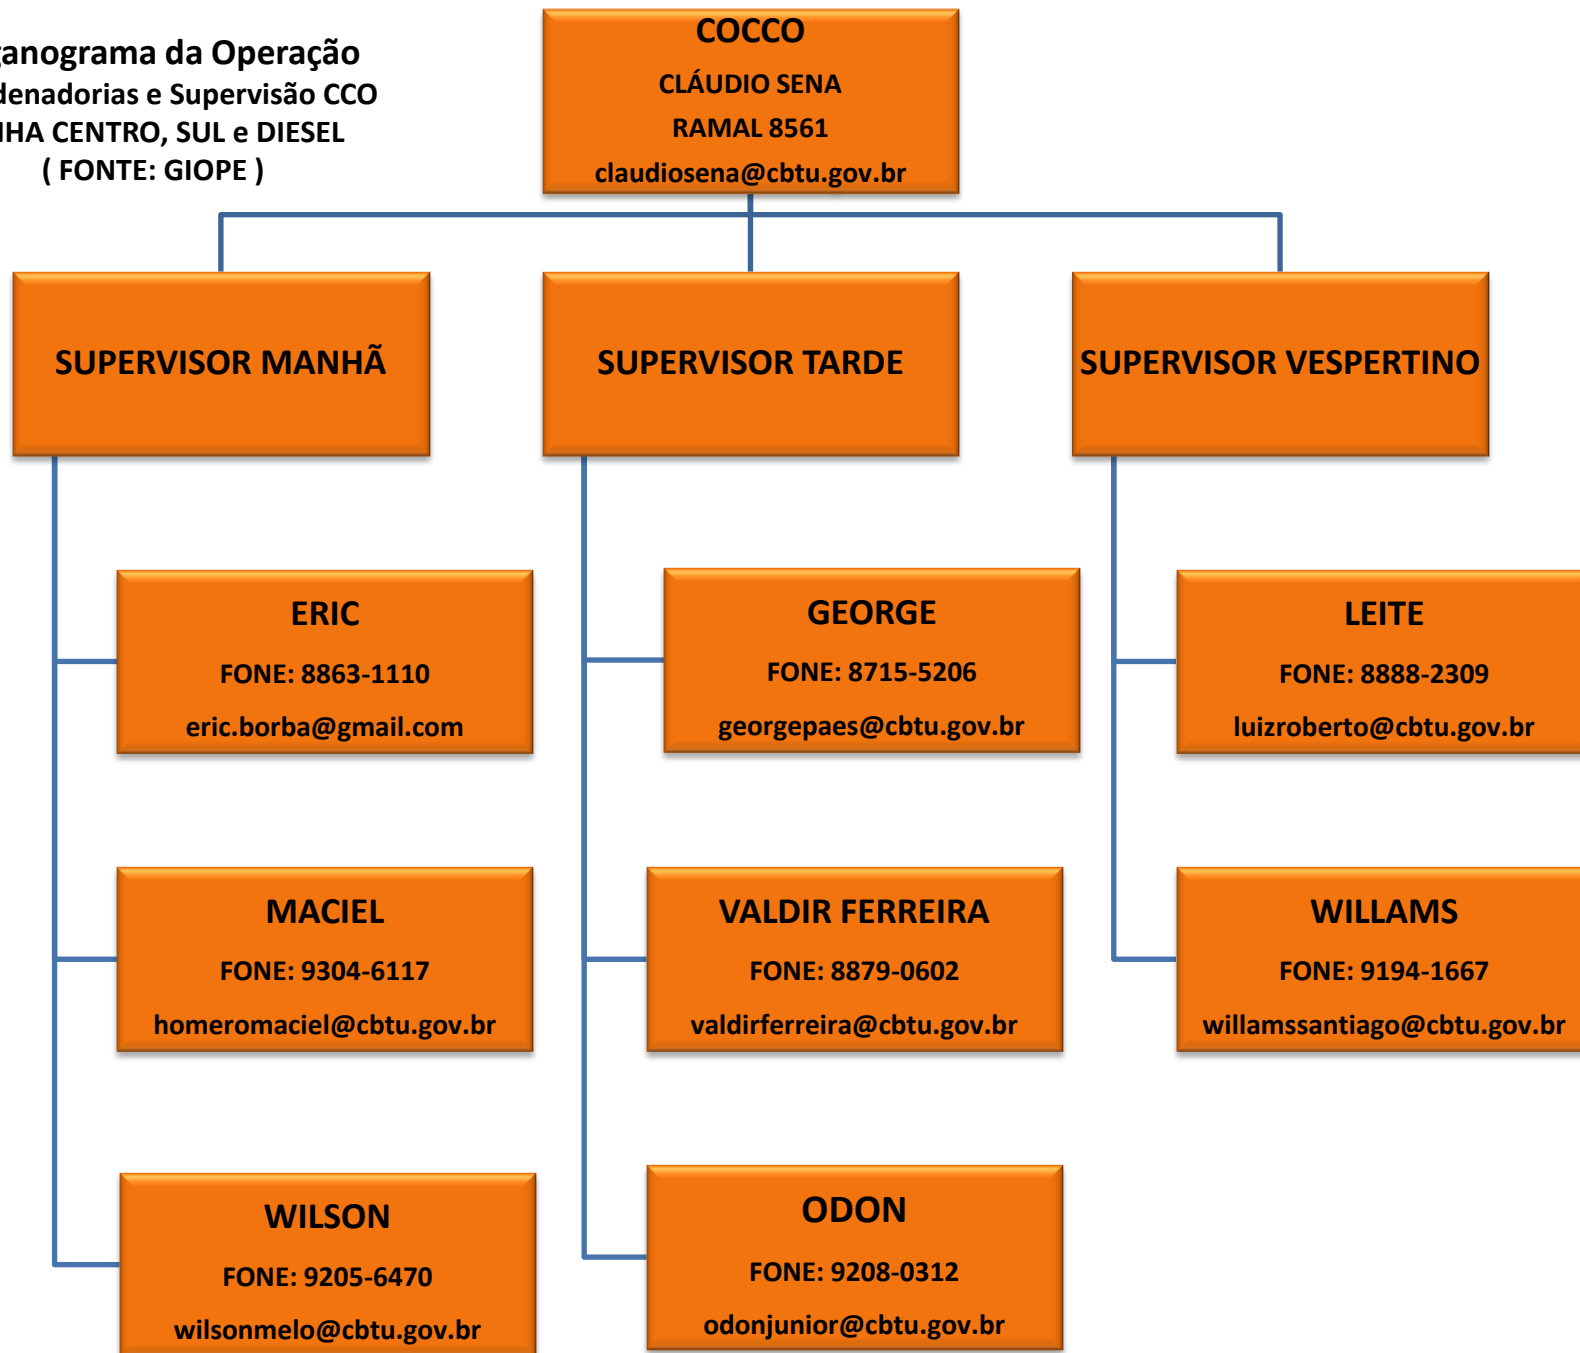 ganograma da Operação
denadorias e Supervisão CCO
NHA CENTRO, SUL e DIESEL
( FONTE: GIOPE )
COCCO
CLÁUDIO SENA
RAMAL 8561
claudiosena@cbtu.gov.br
SUPERVISOR MANHÃ
SUPERVISOR TARDE
SUPERVISOR VESPERTINO
ERIC
FONE: 8863-1110
eric.borba@gmail.com
GEORGE
FONE: 8715-5206
georgepaes@cbtu.gov.br
LEITE
FONE: 8888-2309
luizroberto@cbtu.gov.br
MACIEL
FONE: 9304-6117
homeromaciel@cbtu.gov.br
VALDIR FERREIRA
FONE: 8879-0602
valdirferreira@cbtu.gov.br
WILLAMS
FONE: 9194-1667
willamssantiago@cbtu.gov.br
WILSON
FONE: 9205-6470
wilsonmelo@cbtu.gov.br
ODON
FONE: 9208-0312
odonjunior@cbtu.gov.br